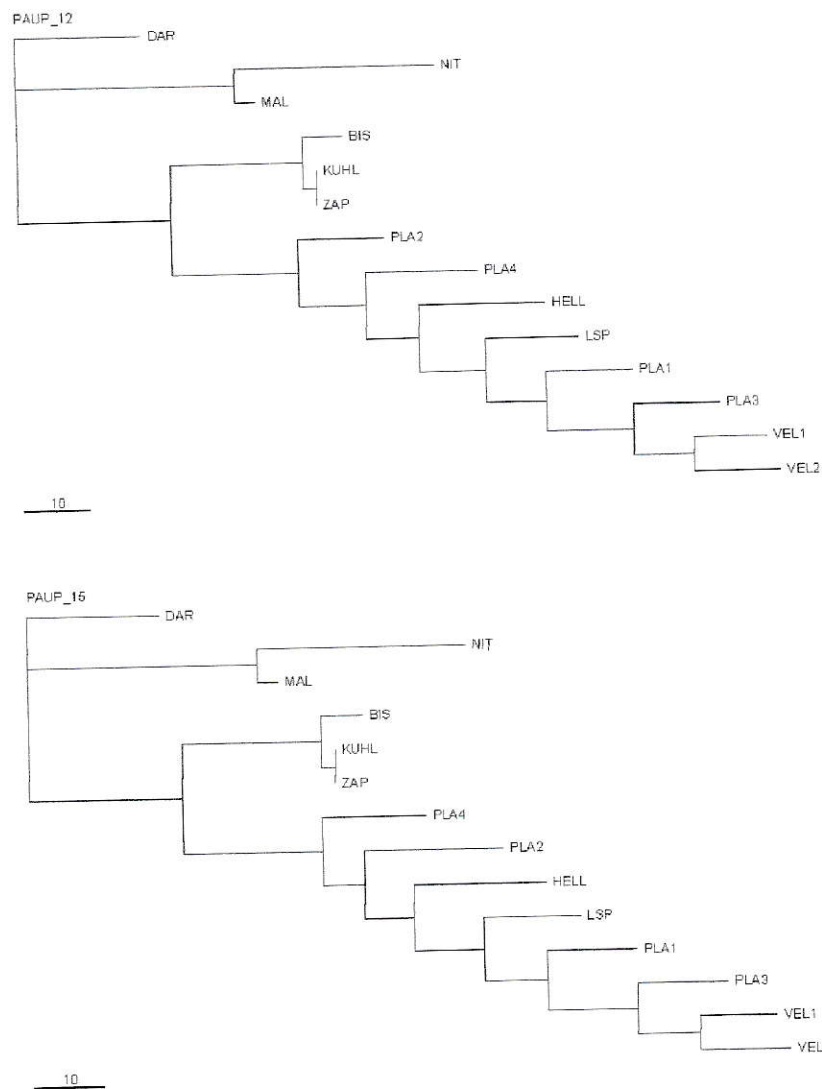 PAUP_12
DAR
NIT
MAL
BIS
KUHL
ZAP
PLA2
PLA4
HELL
LSP
PLA1
PLA3
VEL1
VEL2
10
PAUP_15
DAR
NIT
MAL
BIS
KUHL
ZAP
PLA4
PLA2
HELL
LSP
PLA1
PLA3
VEL1
VEL
10